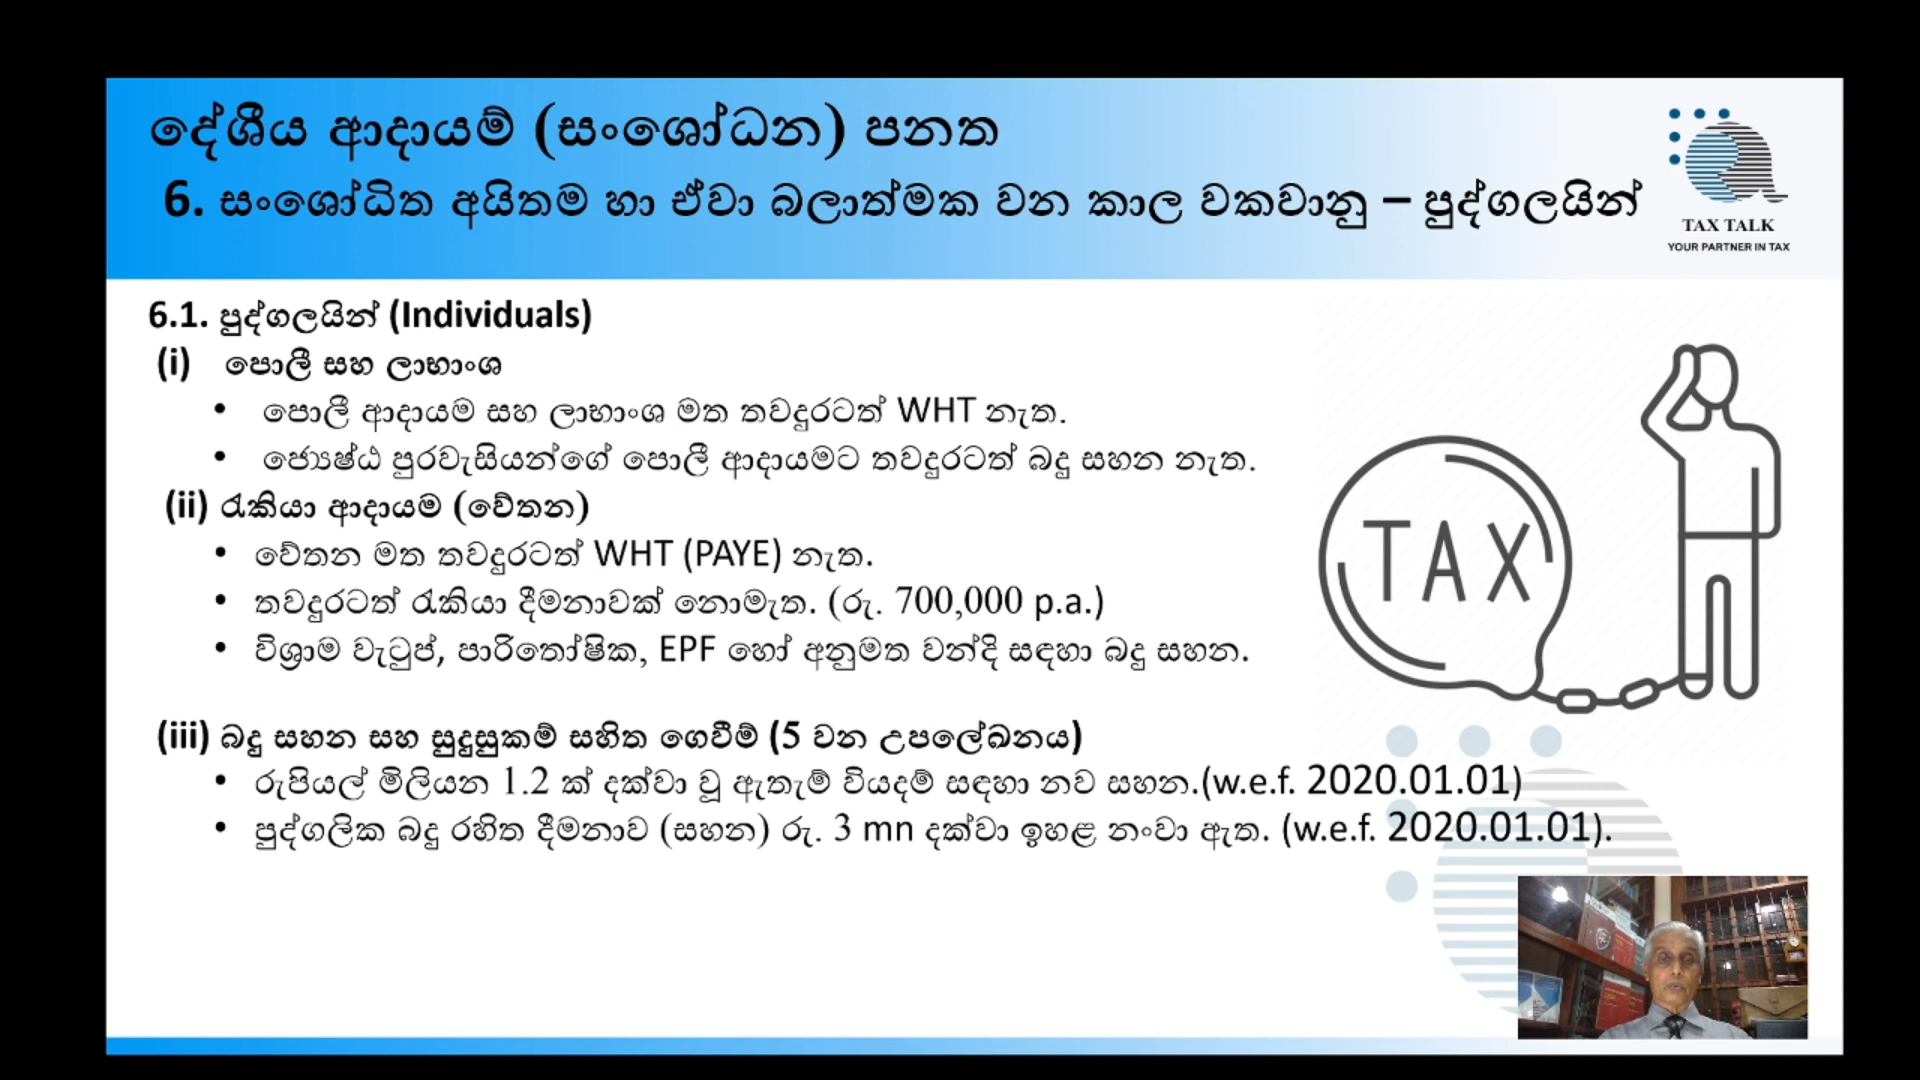 දේශීය ආදායම් (සංශෝධන) පනත
6. සංශෝධිත අයිතම හා ඒවා බලාත්මක වන කාල වකවානු – පුද්ගලයින්
TAX TALK
YOUR PARTNER IN TAX
6.1. පුද්ගලයින් (Individuals)
(i) පොලී සහ ලාභාංශ
• පොලී ආදායම සහ ලාභාංශ මත තවදුරටත් WHT නැත.
• ජ්‍යෙෂ්ඨ පුරවැසියන්ගේ පොලී ආදායමට තවදුරටත් බදු සහන නැත.
(ii) රැකියා ආදායම (වේතන)
• වේතන මත තවදුරටත් WHT (PAYE) නැත.
• තවදුරටත් රැකියා දීමනාවක් නොමැත. (රු. 700,000 p.a.)
• විශ්‍රාම වැටුප්, පාරිතෝෂික, EPF හෝ අනුමත වන්දි සඳහා බදු සහන.
TAX
(iii) බදු සහන සහ සුදුසුකම් සහිත ගෙවීම් (5 වන උපලේඛනය)
• රුපියල් මිලියන 1.2 ක් දක්වා වූ ඇතැම් වියදම් සඳහා නව සහන.(w.e.f. 2020.01.01)
• පුද්ගලික බදු රහිත දීමනාව (සහන) රු. 3 mn දක්වා ඉහළ නංවා ඇත. (w.e.f. 2020.01.01).